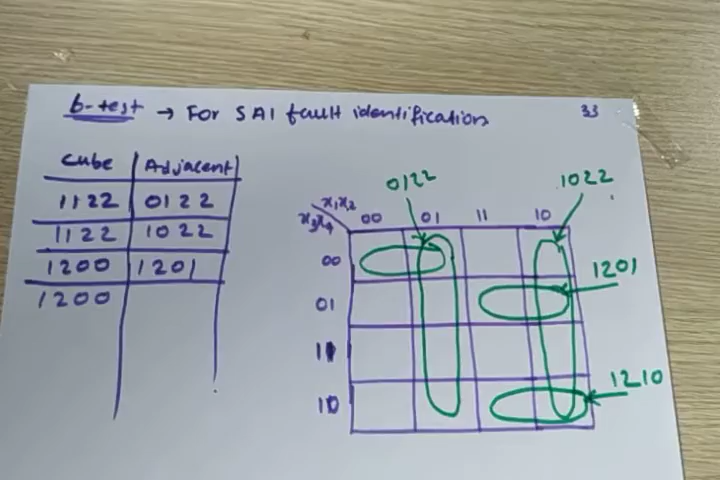 b-test → For SA1 fault identification
33
Cube Adjacent
1122 0122
1122 1022
1200 1201
1200
0122
1022
x₁x₂
x₃x₄
00 01 11 10
00
01
11
10
1201
1210